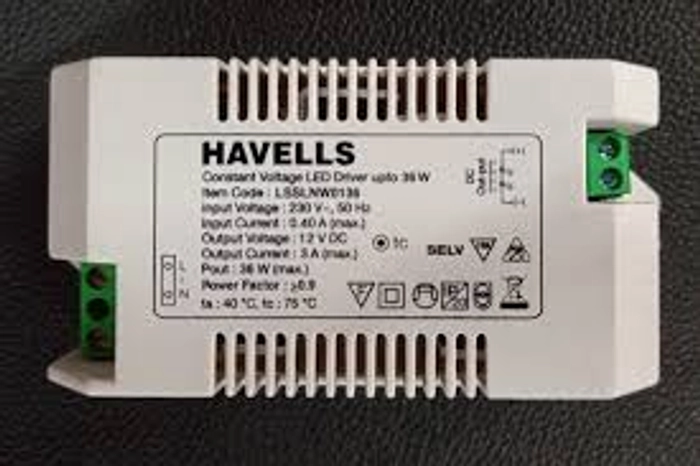 HAVELLS
Constant Voltage LED Driver upto 36 W
Item Code : LSSLNW0136
Input Voltage : 230 V~, 50 Hz
Input Current : 0.40 A (max.)
Output Voltage : 12 V DC
Output Current : 3 A (max.)
Pout : 36 W (max.)
Power Factor : ≥0.9
ta : 40 °C, tc : 75 °C
tc
SELV
L
N
DC
Output